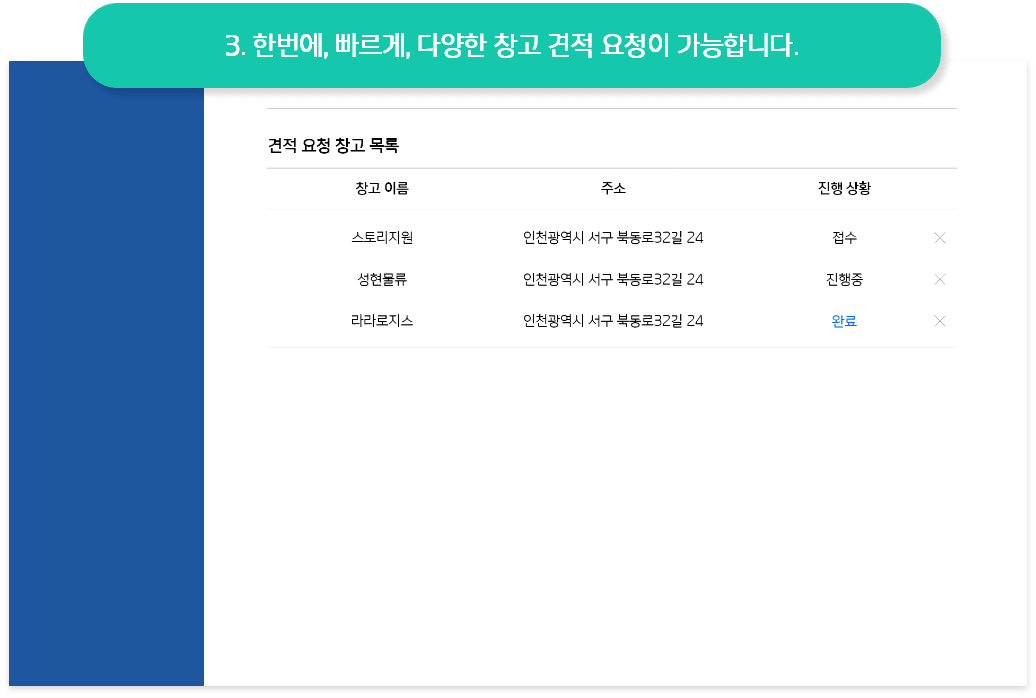 3. 한번에, 빠르게, 다양한 창고 견적 요청이 가능합니다.
견적 요청 창고 목록
창고 이름 주소 진행 상황
스토리지원 인천광역시 서구 북동로32길 24 접수
성현물류 인천광역시 서구 북동로32길 24 진행중
라라로지스 인천광역시 서구 북동로32길 24 완료